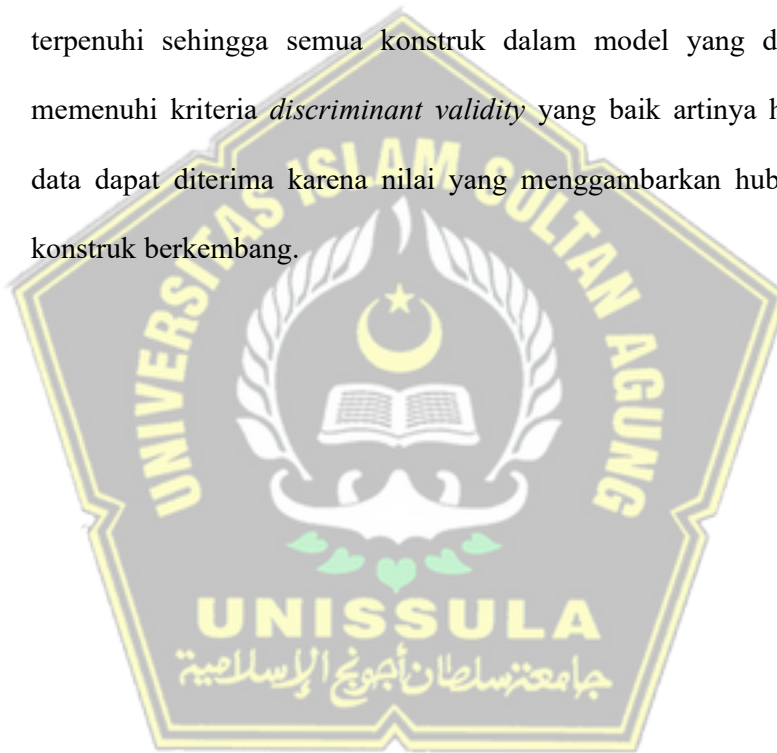 terpenuhi sehingga semua konstruk dalam model yang d
memenuhi kriteria discriminant validity yang baik artinya h
data dapat diterima karena nilai yang menggambarkan hub
konstruk berkembang.
UNIVERSITAS ISLAM SULTAN AGUNG
UNISSULA
جامعة سلطان أجونج الإسلامية